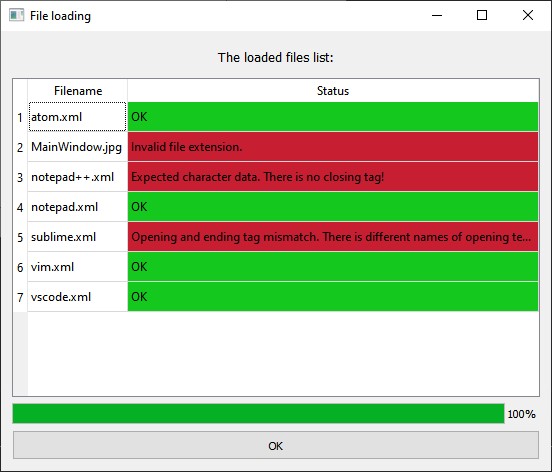 File loading
The loaded files list:
Filename Status
1 atom.xml OK
2 MainWindow.jpg Invalid file extension.
3 notepad++.xml Expected character data. There is no closing tag!
4 notepad.xml OK
5 sublime.xml Opening and ending tag mismatch. There is different names of opening te...
6 vim.xml OK
7 vscode.xml OK
100%
OK